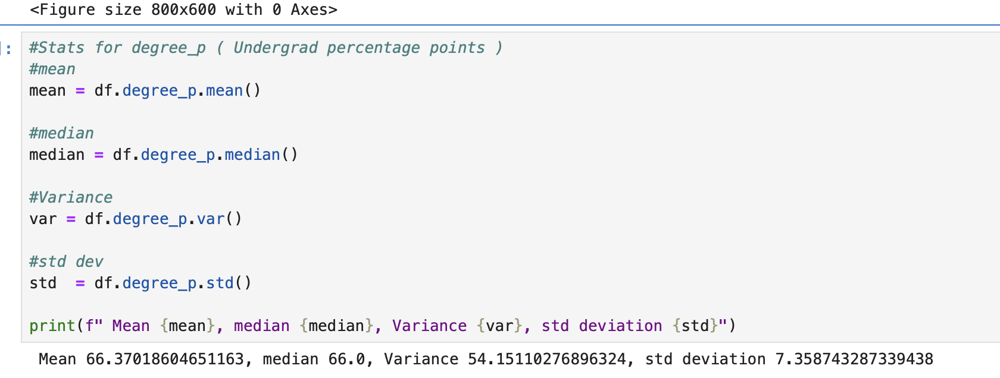 <Figure size 800x600 with 0 Axes>
]:
#Stats for degree_p ( Undergrad percentage points )
#mean
mean = df.degree_p.mean()
#median
median = df.degree_p.median()
#Variance
var = df.degree_p.var()
#std dev
std  = df.degree_p.std()
print(f" Mean {mean}, median {median}, Variance {var}, std deviation {std}")
Mean 66.37018604651163, median 66.0, Variance 54.15110276896324, std deviation 7.358743287339438